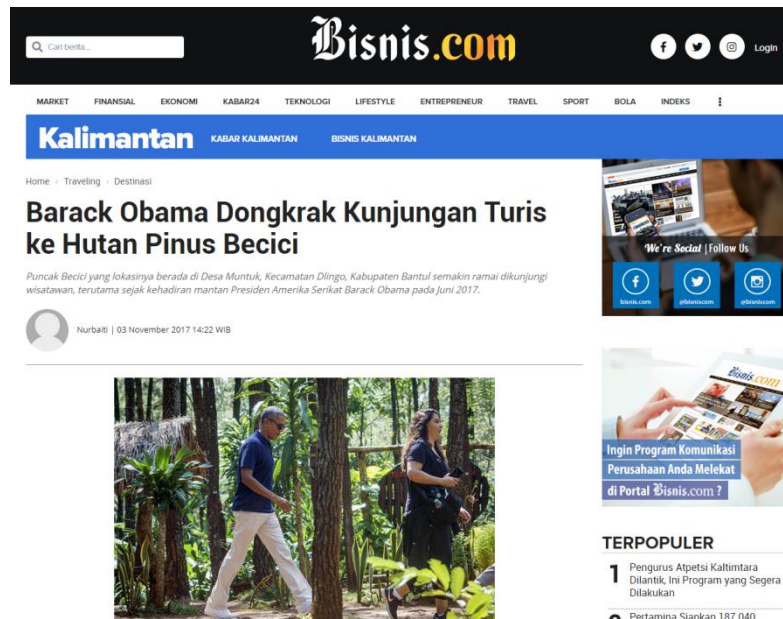 Cari berita...
Bisnis.com
Login
MARKET FINANSIAL EKONOMI KABAR24 TEKNOLOGI LIFESTYLE ENTREPRENEUR TRAVEL SPORT BOLA INDEKS
Kalimantan KABAR KALIMANTAN BISNIS KALIMANTAN
Home > Traveling > Destinasi
Barack Obama Dongkrak Kunjungan Turis
ke Hutan Pinus Becici
Puncak Becici yang lokasinya berada di Desa Muntuk, Kecamatan Dlingo, Kabupaten Bantul semakin ramai dikunjungi
wisatawan, terutama sejak kehadiran mantan Presiden Amerika Serikat Barack Obama pada Juni 2017.
Nurbaiti | 03 November 2017 14:22 WIB
We're Social | Follow Us
bisnis.com @bisniscom @bisniscom
Bisnis.com
Ingin Program Komunikasi
Perusahaan Anda Melekat
di Portal Bisnis.com ?
TERPOPULER
1 Pengurus Atpetsi Kaltimtara
Dilantik, Ini Program yang Segera
Dilakukan
Pertamina Siapkan 187.040